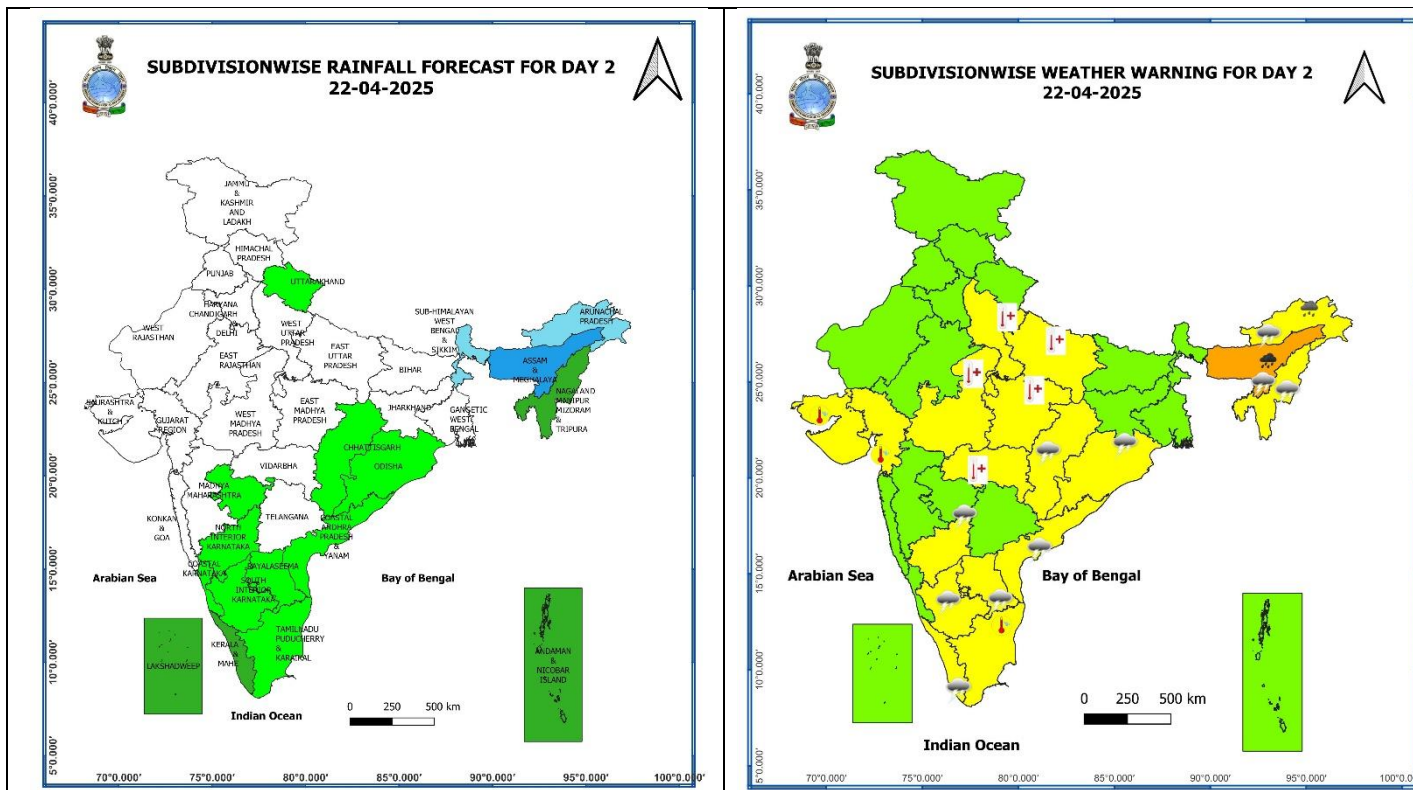 SUBDIVISIONWISE RAINFALL FORECAST FOR DAY 2
22-04-2025
40°0.000'
35°0.000'
30°0.000'
25°0.000'
20°0.000'
15°0.000'
10°0.000'
5°0.000'
JAMMU
&
KASHMIR
AND
LADAKH
HIMACHAL
PRADESH
PUNJAB
UTTARAKHAND
HARYANA
CHANDIGARH
&
DELHI
WEST
RAJASTHAN
WEST
UTTAR
PRADESH
SUB-HIMALAYAN
WEST
BENGAL
&
SIKKIM
ARUNACHAL
PRADESH
EAST
RAJASTHAN
EAST
UTTAR
PRADESH
BIHAR
ASSAM
&
MEGHALAYA
NAGALAND
MANIPUR
MIZORAM
&
TRIPURA
SAURASHTRA
&
KUTCH
GUJARAT
REGION
WEST
MADHYA
PRADESH
EAST
MADHYA
PRADESH
JHARKHAND
GANGETIC
WEST
BENGAL
CHHATTISGARH
ODISHA
VIDARBHA
MADHYA
MAHARASHTRA
KONKAN
&
GOA
TELANGANA
COASTAL
ANDHRA
PRADESH
&
YANAM
NORTH
INTERIOR
KARNATAKA
COASTAL
KARNATAKA
RAYALASEEMA
SOUTH
INTERIOR
KARNATAKA
Arabian Sea
Bay of Bengal
TAMILNADU
PUDUCHERRY
&
KARAIKAL
KERALA
&
MAHE
LAKSHADWEEP
ANDAMAN
&
NICOBAR
ISLAND
Indian Ocean
0 250 500 km
70°0.000' 75°0.000' 80°0.000' 85°0.000' 90°0.000' 95°0.000' 100°0.000'
SUBDIVISIONWISE WEATHER WARNING FOR DAY 2
22-04-2025
40°0.000'
35°0.000'
30°0.000'
25°0.000'
20°0.000'
15°0.000'
10°0.000'
5°0.000'
Arabian Sea
Bay of Bengal
Indian Ocean
0 250 500 km
70°0.000' 75°0.000' 80°0.000' 85°0.000' 90°0.000' 95°0.000' 100°0.000'